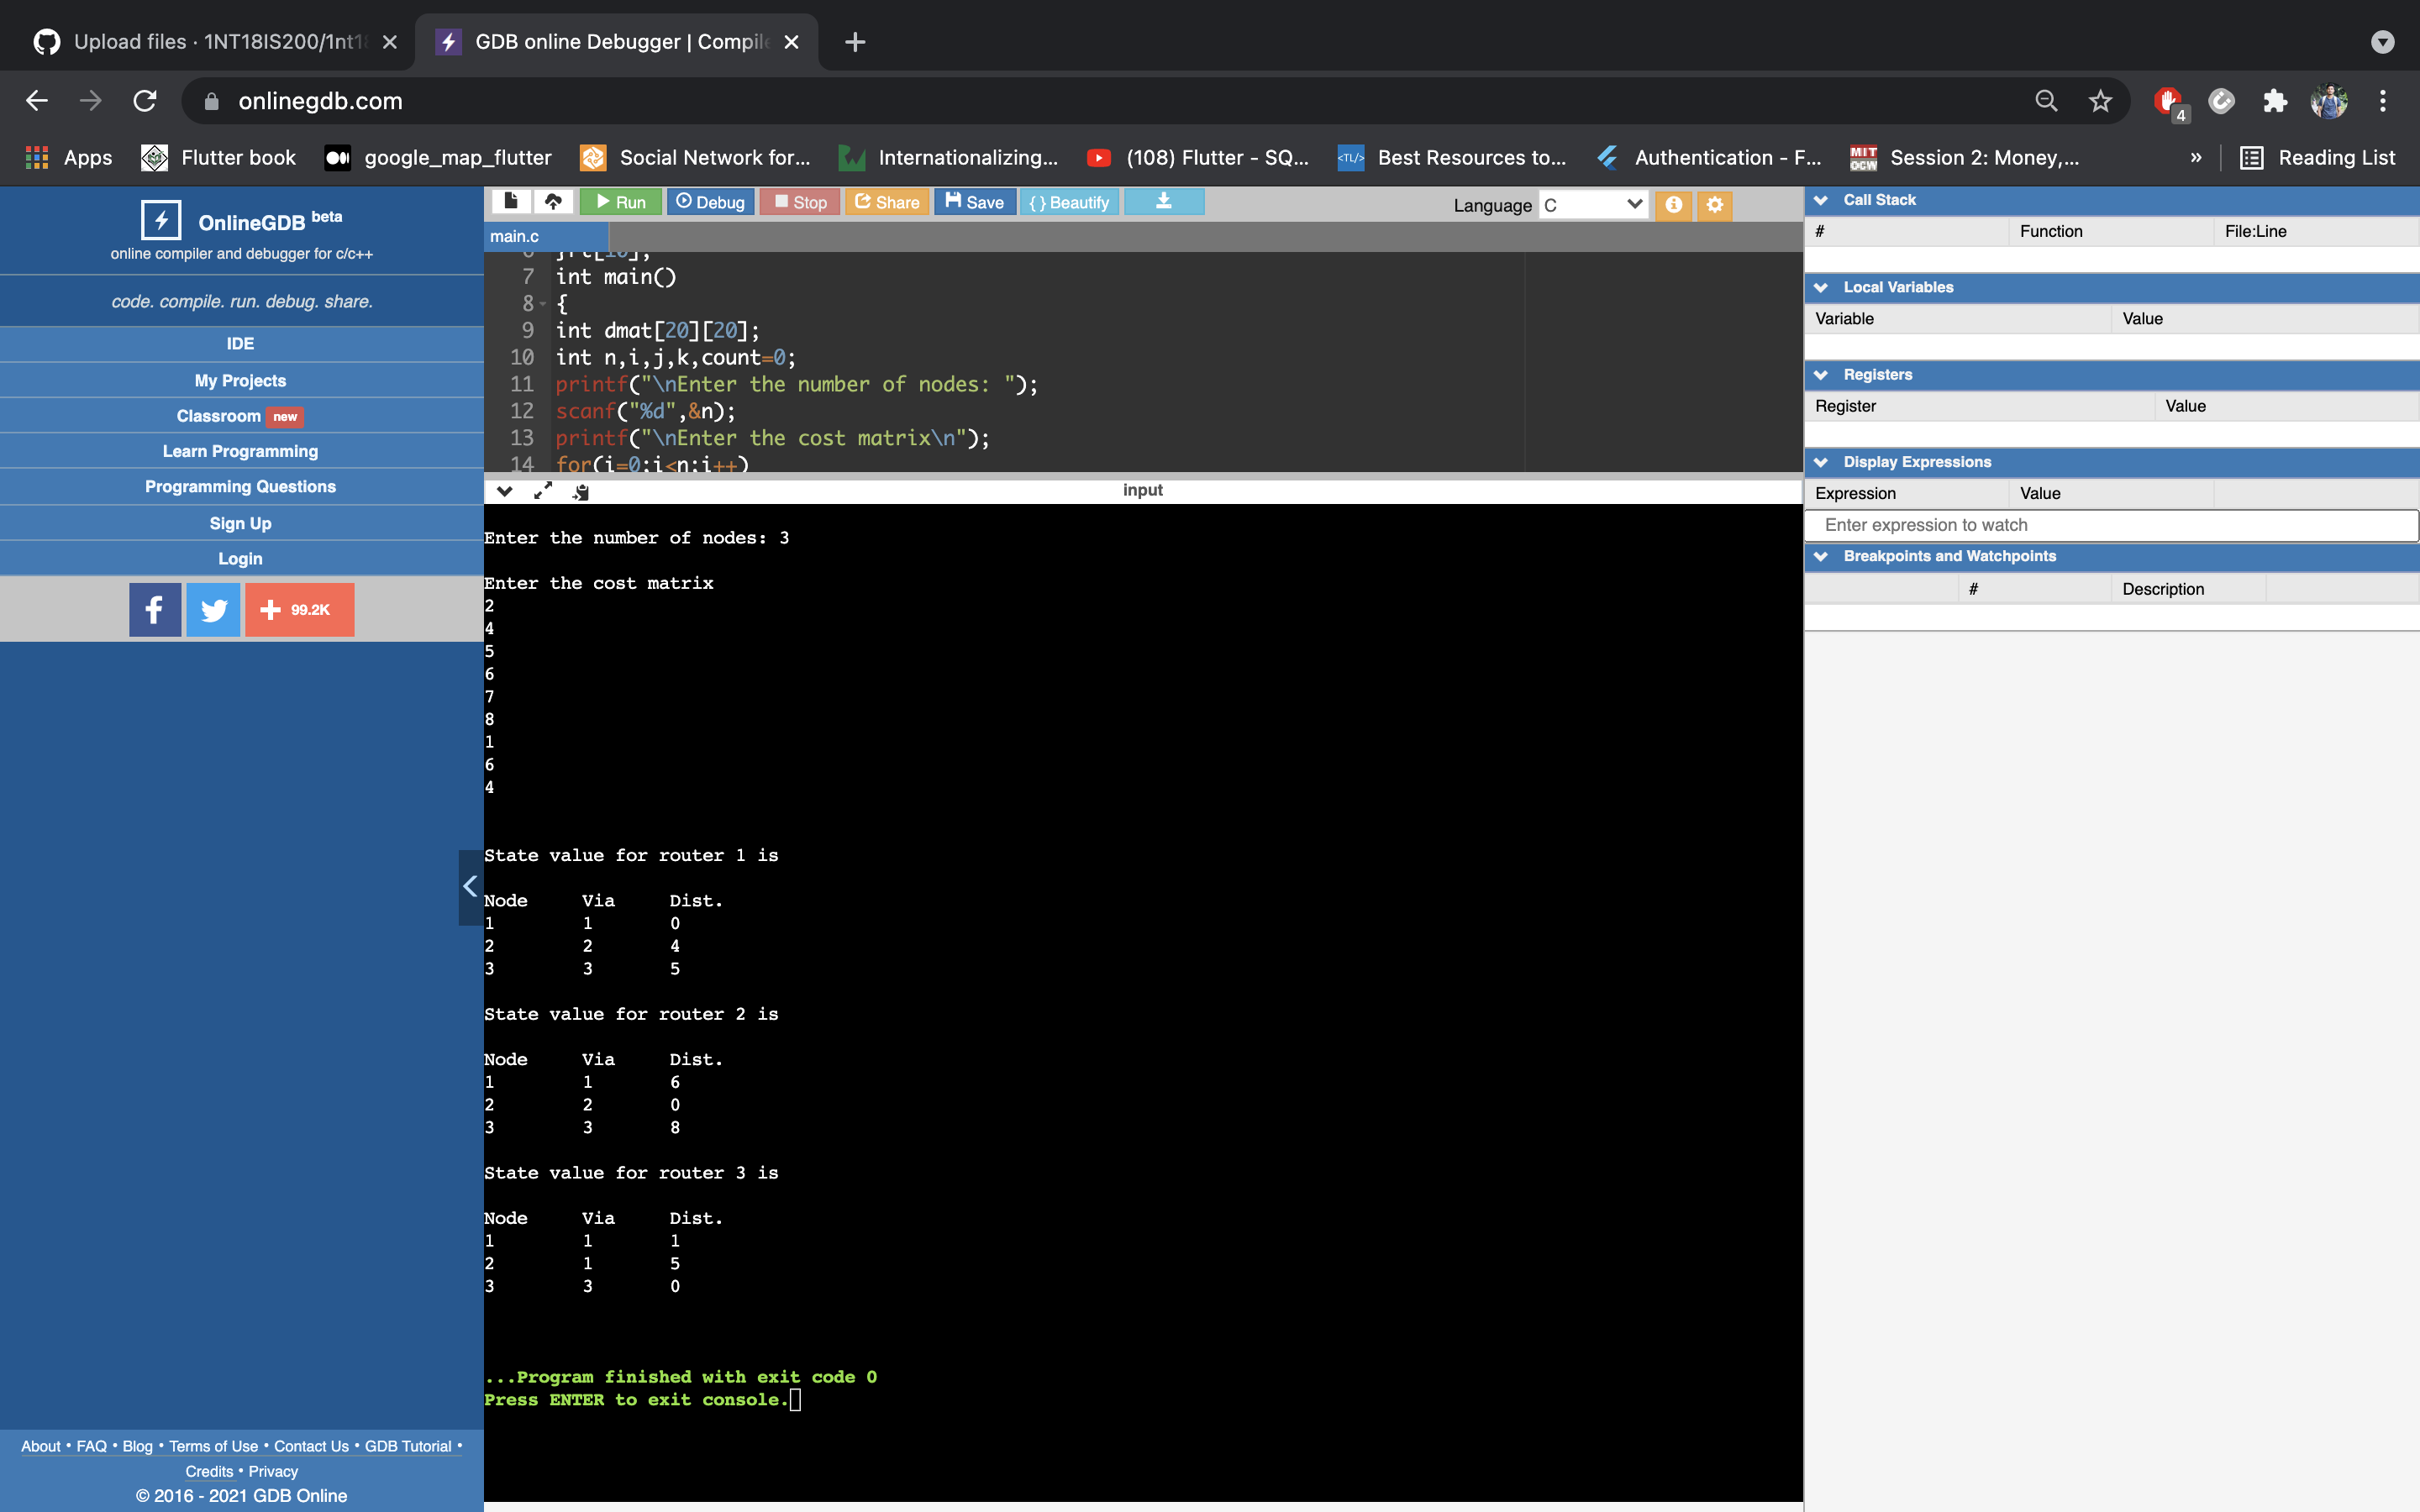 Upload files · 1NT18IS200/1nt1
GDB online Debugger | Compile
onlinegdb.com
4
Apps
Flutter book
google_map_flutter
Social Network for...
Internationalizing...
(108) Flutter - SQ...
<TL/>
Best Resources to...
Authentication - F...
MIT
OCW
Session 2: Money,...
»
Reading List
OnlineGDB beta
online compiler and debugger for c/c++
code. compile. run. debug. share.
IDE
My Projects
Classroom new
Learn Programming
Programming Questions
Sign Up
Login
99.2K
About • FAQ • Blog • Terms of Use • Contact Us • GDB Tutorial •
Credits • Privacy
© 2016 - 2021 GDB Online
Run
Debug
Stop
Share
Save
{ } Beautify
Language C
main.c
7 int main()
8 {
9 int dmat[20][20];
10 int n,i,j,k,count=0;
11 printf("\nEnter the number of nodes: ");
12 scanf("%d",&n);
13 printf("\nEnter the cost matrix\n");
14 for(i=0;i<n;i++)
input
Enter the number of nodes: 3
Enter the cost matrix
2
4
5
6
7
8
1
6
4
State value for router 1 is
Node Via Dist.
1 1 0
2 2 4
3 3 5
State value for router 2 is
Node Via Dist.
1 1 6
2 2 0
3 3 8
State value for router 3 is
Node Via Dist.
1 1 1
2 1 5
3 3 0
...Program finished with exit code 0
Press ENTER to exit console.
Call Stack
# Function File:Line
Local Variables
Variable Value
Registers
Register Value
Display Expressions
Expression Value
Enter expression to watch
Breakpoints and Watchpoints
# Description